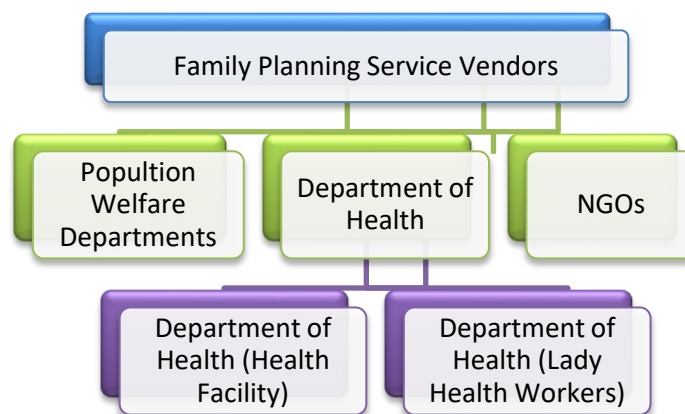 Family Planning Service Vendors
Popultion
Welfare
Departments
Department of
Health
NGOs
Department of
Health (Health
Facility)
Department of
Health (Lady
Health Workers)